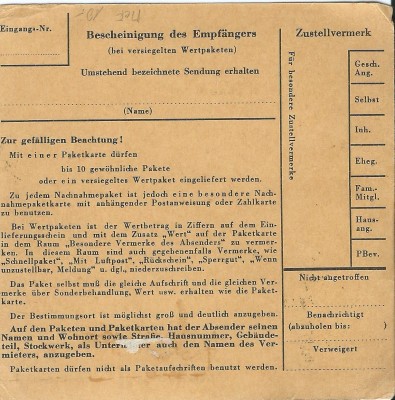 Eingangs-Nr.
Bescheinigung des Empfängers
(bei versiegelten Wertpaketen)
Umstehend bezeichnete Sendung erhalten
(Name)
Zur gefälligen Beachtung!
Mit einer Paketkarte dürfen
bis 10 gewöhnliche Pakete
oder ein versiegeltes Wertpaket eingeliefert werden.
Zu jedem Nachnahmepaket ist jedoch eine besondere Nach-
nahmepaketkarte mit anhängender Postanweisung oder Zahlkarte
zu benutzen.
Bei Wertpaketen ist der Wertbetrag in Ziffern auf dem Ein-
lieferungsschein und mit dem Zusatz „Wert" auf der Paketkarte
in dem Raum „Besondere Vermerke des Absenders" zu vermer-
ken. In diesem Raum sind auch gegebenenfalls Vermerke, wie
„Schnellpaket", „Mit Luftpost", „Rückschein", „Sperrgut", „Wenn
unzustellbar, Meldung" u. dgl., niederzuschreiben.
Das Paket selbst muß die gleiche Aufschrift und die gleichen Ver-
merke über Sonderbehandlung, Wert usw. erhalten wie die Paket-
karte.
Der Bestimmungsort ist möglichst groß und deutlich anzugeben.
Auf den Paketen und Paketkarten hat der Absender seinen
Namen und Wohnort sowie Straße, Hausnummer, Gebäude-
teil, Stockwerk, als auch den Namen des Ver-
mieters, anzugeben.
Paketkarten dürfen nicht als Paketaufschriften benutzt werden.
Zustellvermerk
Für besondere Zustellvermerke
Gesch.
Ang.
Selbst
Inh.
Eheg.
Fam.-
Mitgl.
Haus-
ang.
PBev.
Nicht angetroffen
Benachrichtigt
(abzuholen bis: )
Verweigert